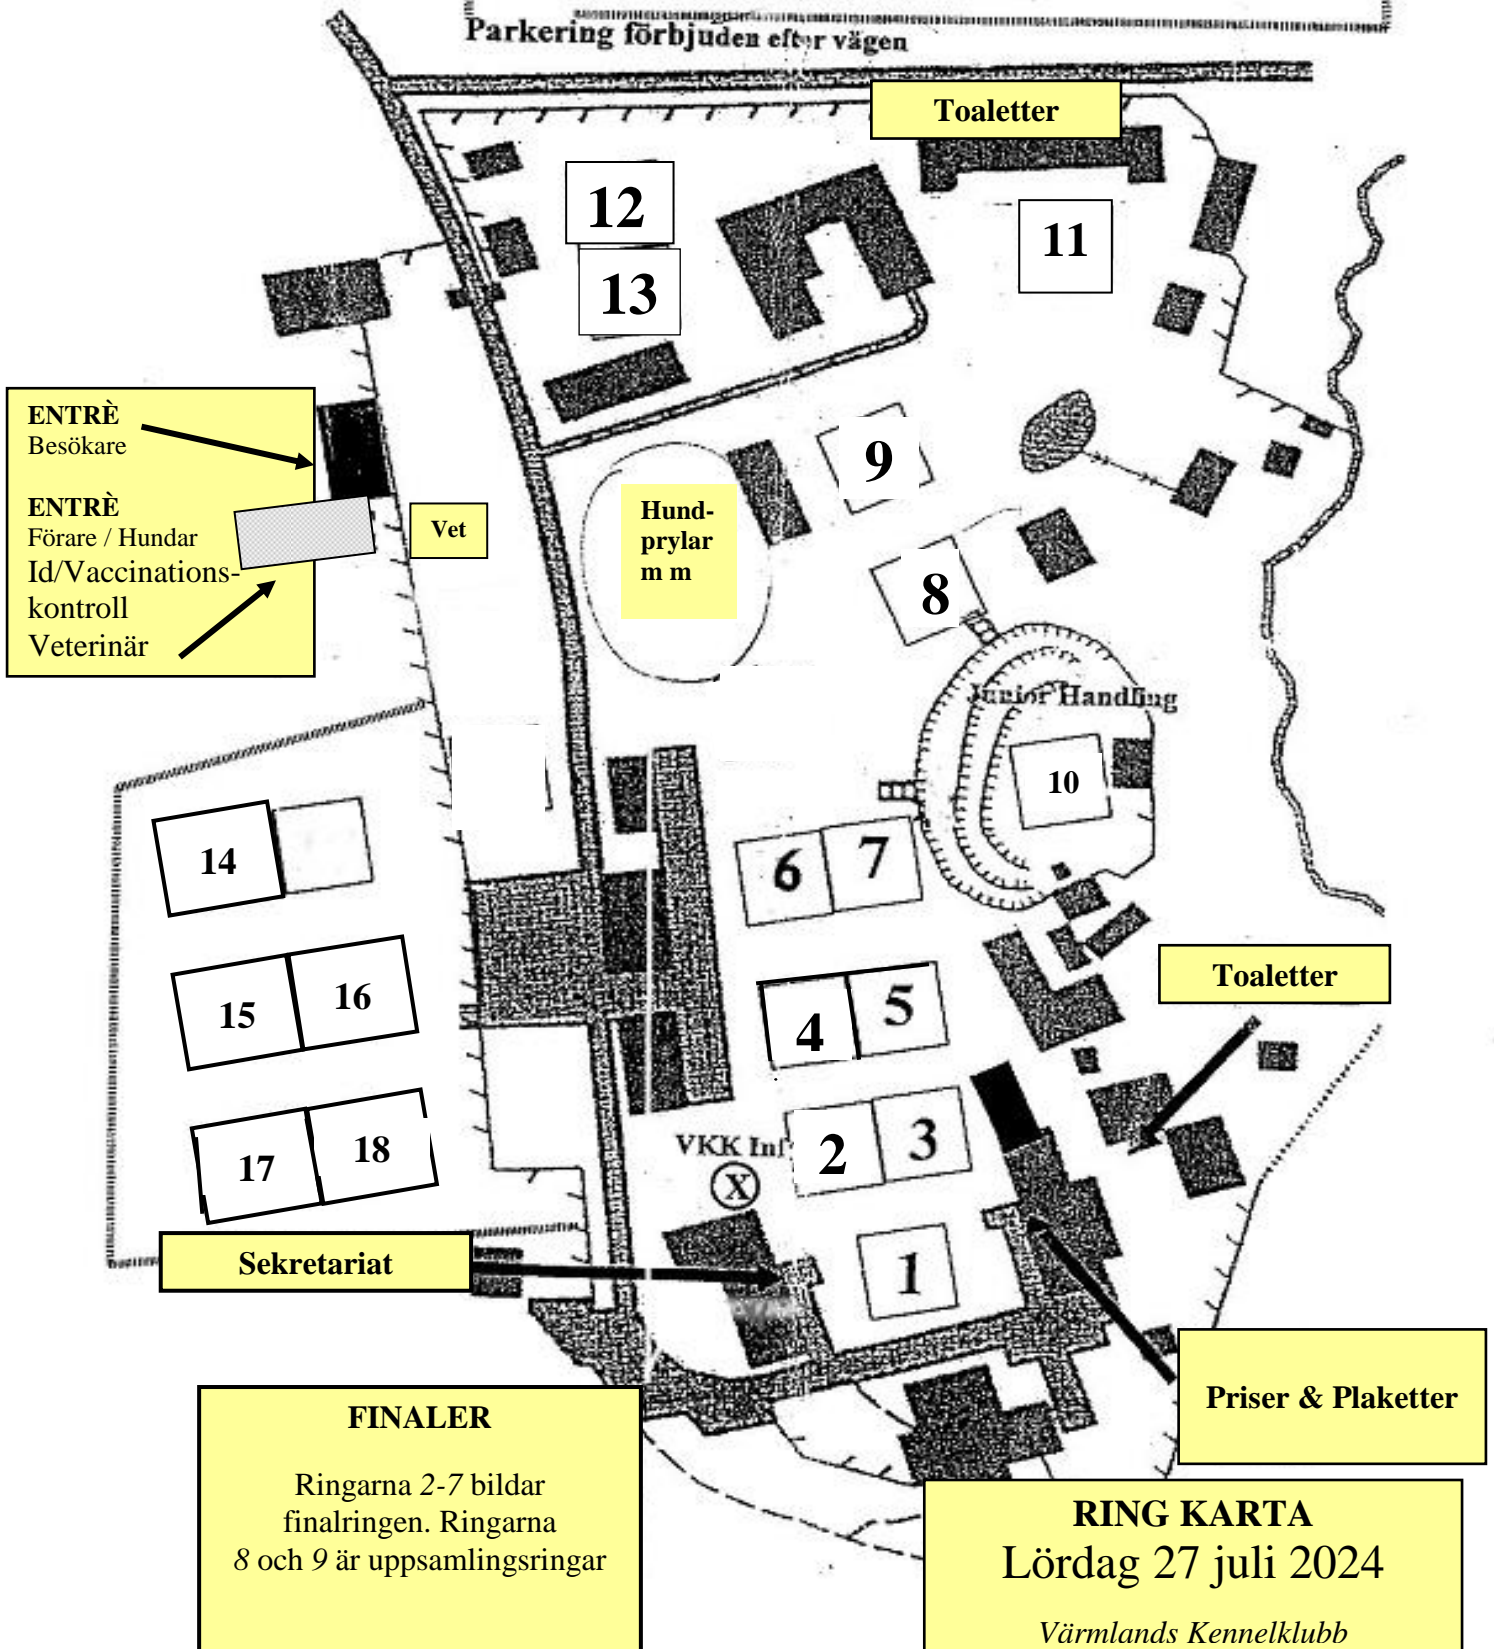 Parkering förbjuden efter vägen
Toaletter
12
11
13
ENTRÈ
Besökare
9
ENTRÈ
Förare / Hundar
Id/Vaccinations-
kontroll
Veterinär
Vet
Hund-
prylar
m m
8
Junior Handling
10
14
6
7
Toaletter
15
16
4
5
17
18
VKK Inf
X
2
3
Sekretariat
1
Priser & Plaketter
FINALER
Ringarna 2-7 bildar
finalringen. Ringarna
8 och 9 är uppsamlingsringar
RING KARTA
Lördag 27 juli 2024
Värmlands Kennelklubb